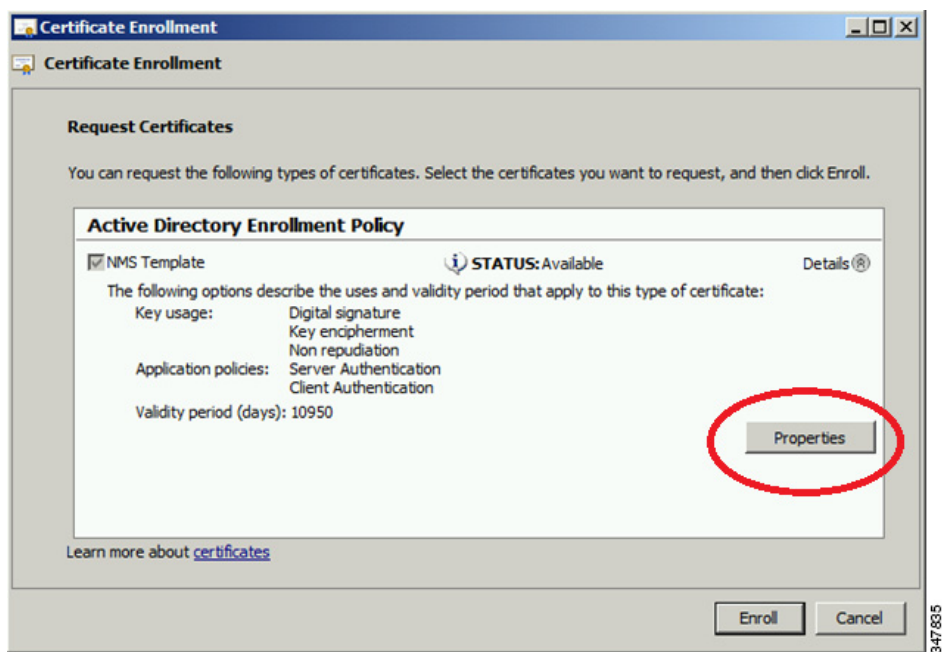 Certificate Enrollment
Certificate Enrollment
Request Certificates
You can request the following types of certificates. Select the certificates you want to request, and then click Enroll.
Active Directory Enrollment Policy
NMS Template STATUS: Available Details
The following options describe the uses and validity period that apply to this type of certificate:
Key usage: Digital signature
Key encipherment
Non repudiation
Application policies: Server Authentication
Client Authentication
Validity period (days): 10950
Properties
Learn more about certificates
Enroll Cancel
347835